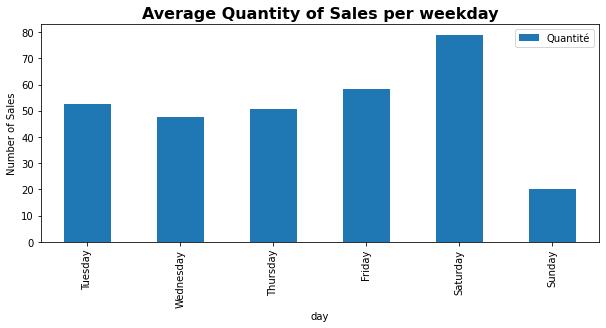 Average Quantity of Sales per weekday
Quantité
Number of Sales
80
70
60
50
40
30
20
10
0
Tuesday
Wednesday
Thursday
Friday
Saturday
Sunday
day